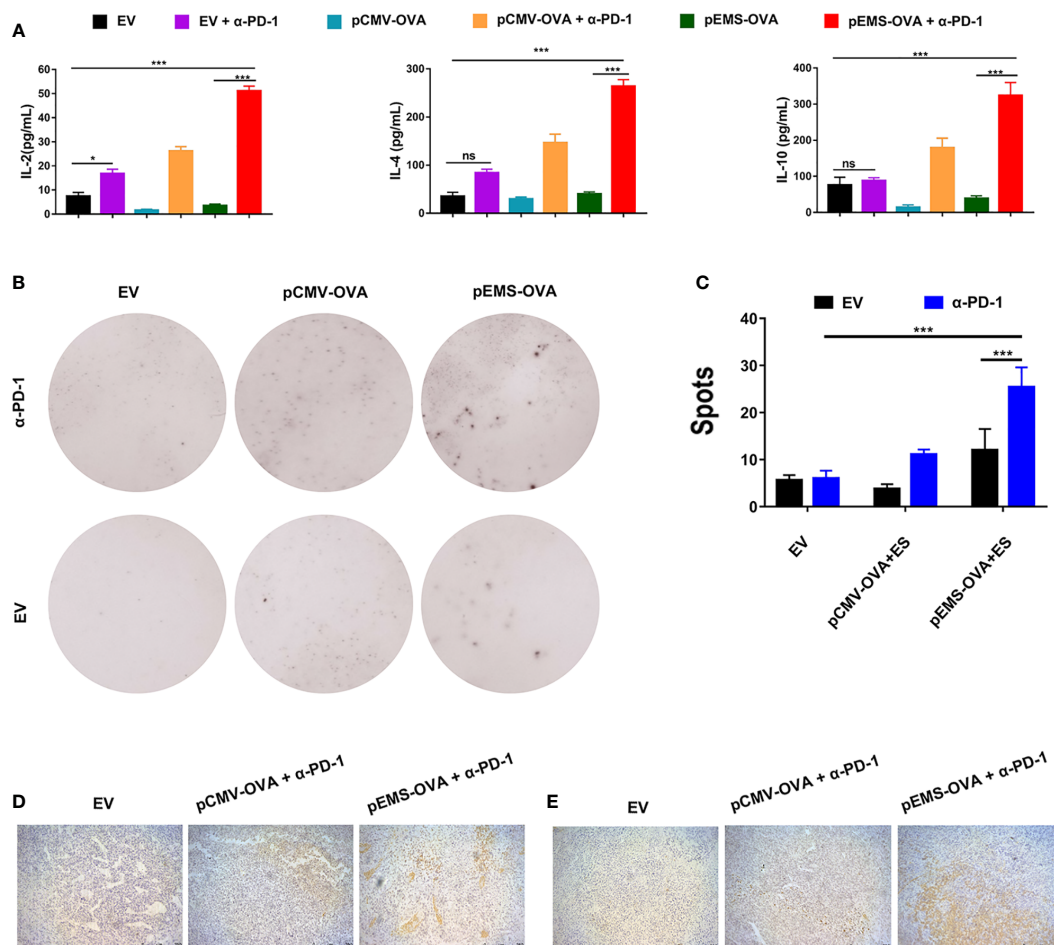 A
EV
EV + α-PD-1
pCMV-OVA
pCMV-OVA + α-PD-1
pEMS-OVA
pEMS-OVA + α-PD-1
IL-2(pg/mL)
60
50
40
30
20
10
0
***
***
*
IL-4 (pg/mL)
300
200
100
0
***
***
ns
IL-10 (pg/mL)
400
300
200
100
0
***
***
ns
B
EV
pCMV-OVA
pEMS-OVA
α-PD-1
EV
C
EV
α-PD-1
Spots
40
30
20
10
0
***
***
EV
pCMV-OVA+ES
pEMS-OVA+ES
D
EV
pCMV-OVA + α-PD-1
pEMS-OVA + α-PD-1
E
EV
pCMV-OVA + α-PD-1
pEMS-OVA + α-PD-1